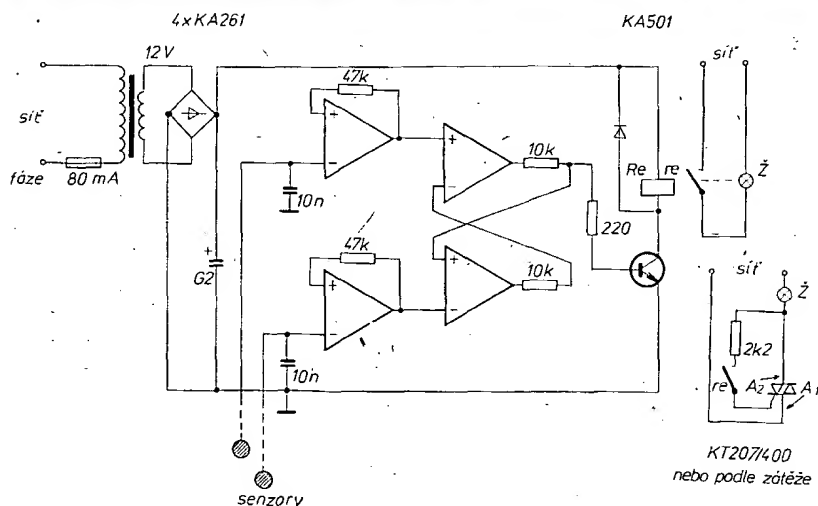 4xKA261
KA501
síť
12V
47k
síť
fáze
80 mA
+
-
10n
+
G2
+
-
10k
Re
re
Ž
220
47k
+
-
10n
+
-
10k
síť
Ž
2k2
re
A2
A1
senzory
KT207/400
nebo podle zátěže